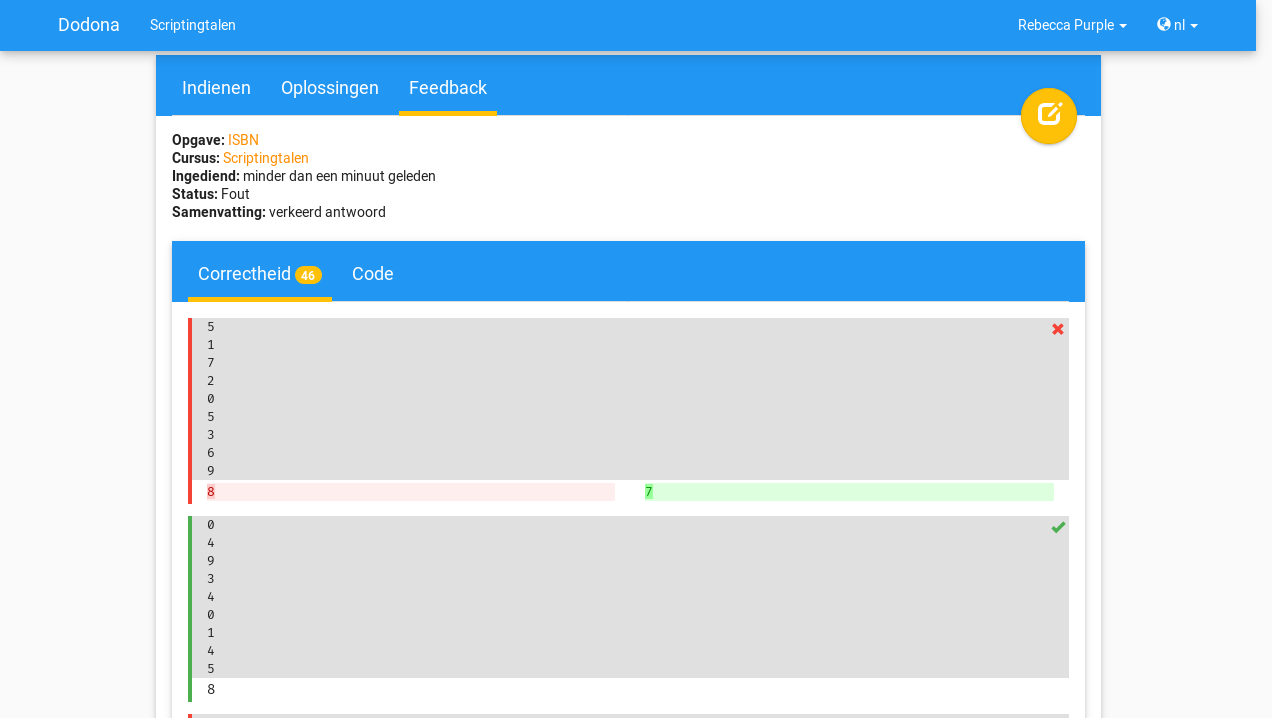 Dodona Scriptingtalen Rebecca Purple nl
Indienen Oplossingen Feedback
Opgave: ISBN
Cursus: Scriptingtalen
Ingediend: minder dan een minuut geleden
Status: Fout
Samenvatting: verkeerd antwoord
Correctheid 46 Code
5
1
7
2
0
5
3
6
9
8 7
0
4
9
3
4
0
1
4
5
8